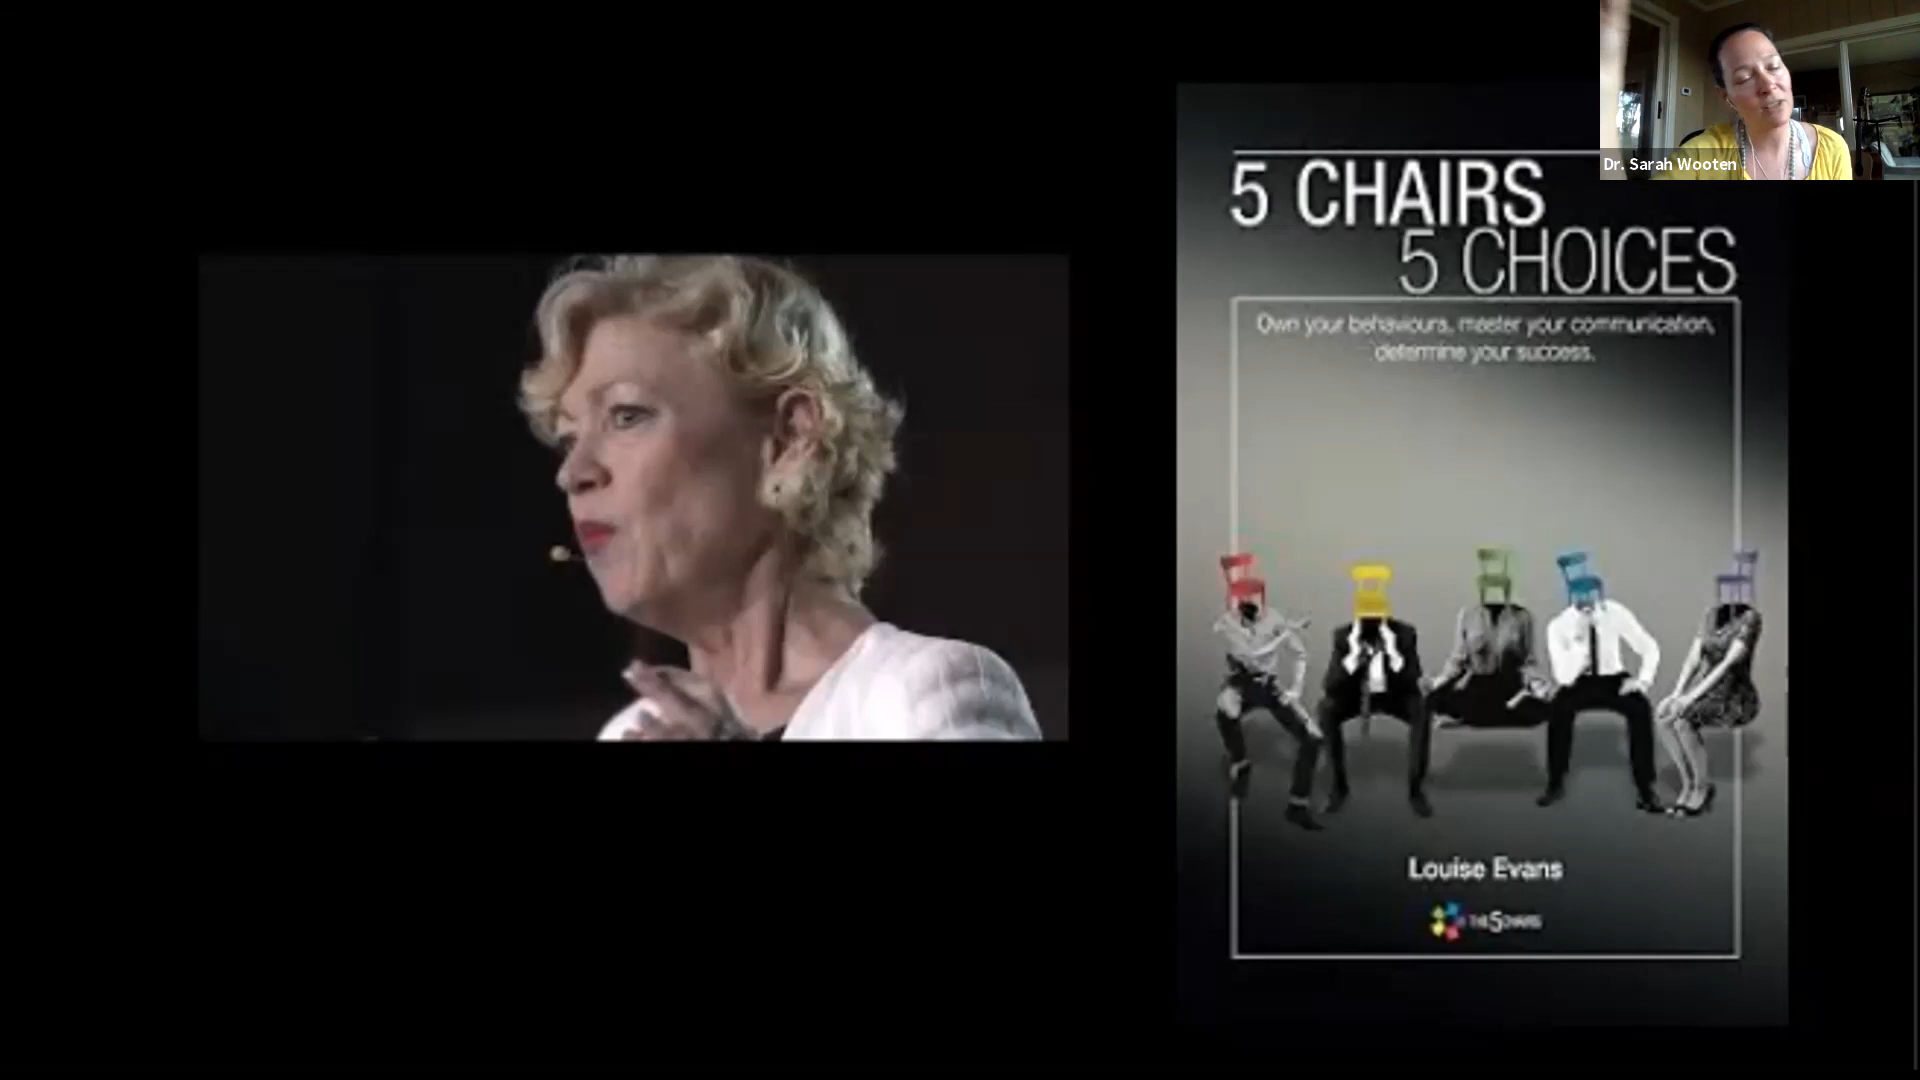 Dr. Sarah Wooten
5 CHAIRS
5 CHOICES
Own your behaviours, master your communication,
determine your success.
Louise Evans
THE 5 CHAIRS